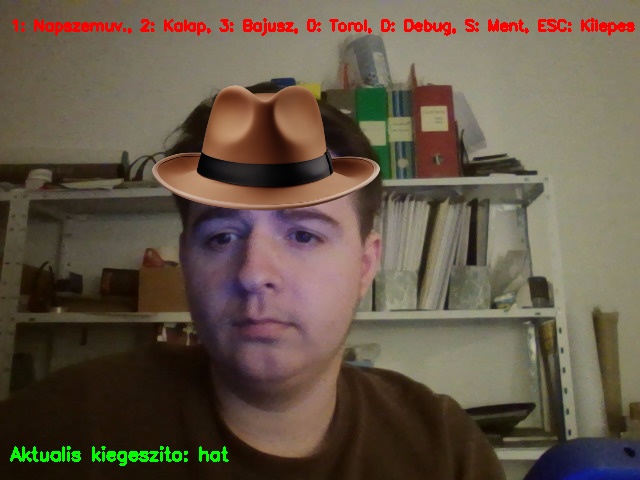 1: Napszemuv., 2: Kalap, 3: Bajusz, 0: Torol, D: Debug, S: Ment, ESC: Kilepes
Aktualis kiegeszito: hat